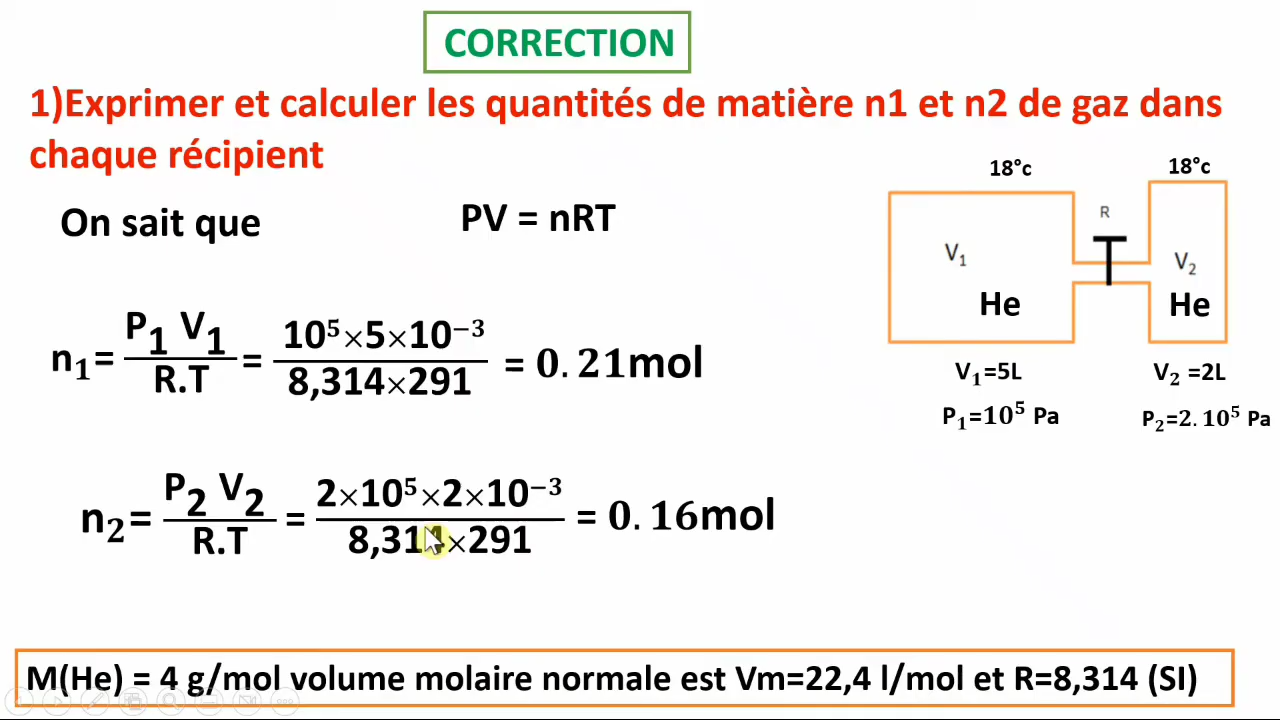 CORRECTION
1)Exprimer et calculer les quantités de matière n1 et n2 de gaz dans
chaque récipient
On sait que PV = nRT
n₁= P₁ V₁ / R.T = 10⁵×5×10⁻³ / 8,314×291 = 0.21mol
n₂= P₂ V₂ / R.T = 2×10⁵×2×10⁻³ / 8,314×291 = 0.16mol
18°c 18°c
R
V₁ V₂
He He
V₁=5L V₂ =2L
P₁=10⁵ Pa P₂=2.10⁵ Pa
M(He) = 4 g/mol volume molaire normale est Vm=22,4 l/mol et R=8,314 (SI)